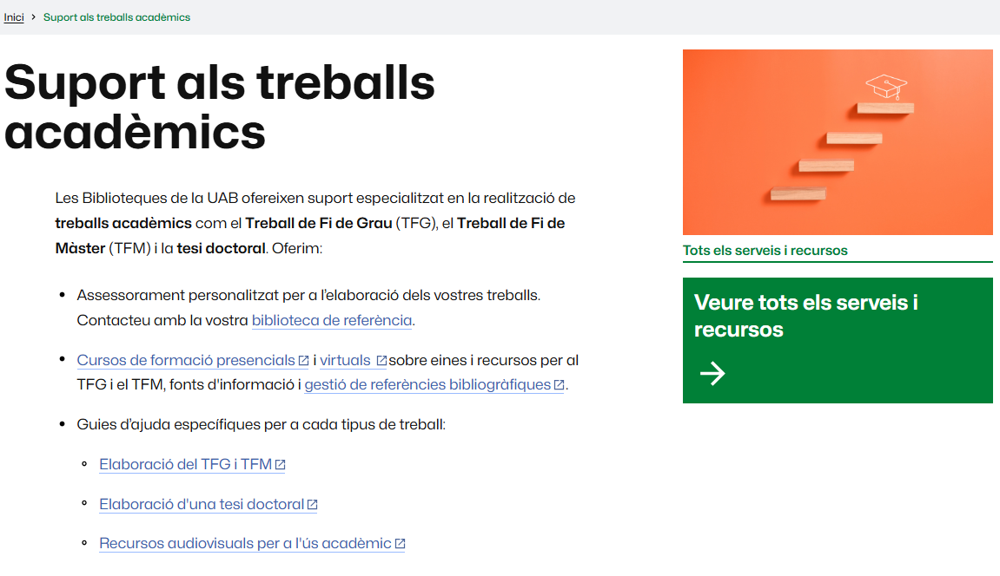 Inici > Suport als treballs acadèmics
Suport als treballs
acadèmics
Les Biblioteques de la UAB ofereixen suport especialitzat en la realització de
treballs acadèmics com el Treball de Fi de Grau (TFG), el Treball de Fi de
Màster (TFM) i la tesi doctoral. Oferim:
• Assessorament personalitzat per a l’elaboració dels vostres treballs.
Contacteu amb la vostra biblioteca de referència.
• Cursos de formació presencials i virtuals sobre eines i recursos per al
TFG i el TFM, fonts d'informació i gestió de referències bibliogràfiques.
• Guies d’ajuda específiques per a cada tipus de treball:
◦ Elaboració del TFG i TFM
◦ Elaboració d'una tesi doctoral
◦ Recursos audiovisuals per a l'ús acadèmic
Tots els serveis i recursos
Veure tots els serveis i
recursos